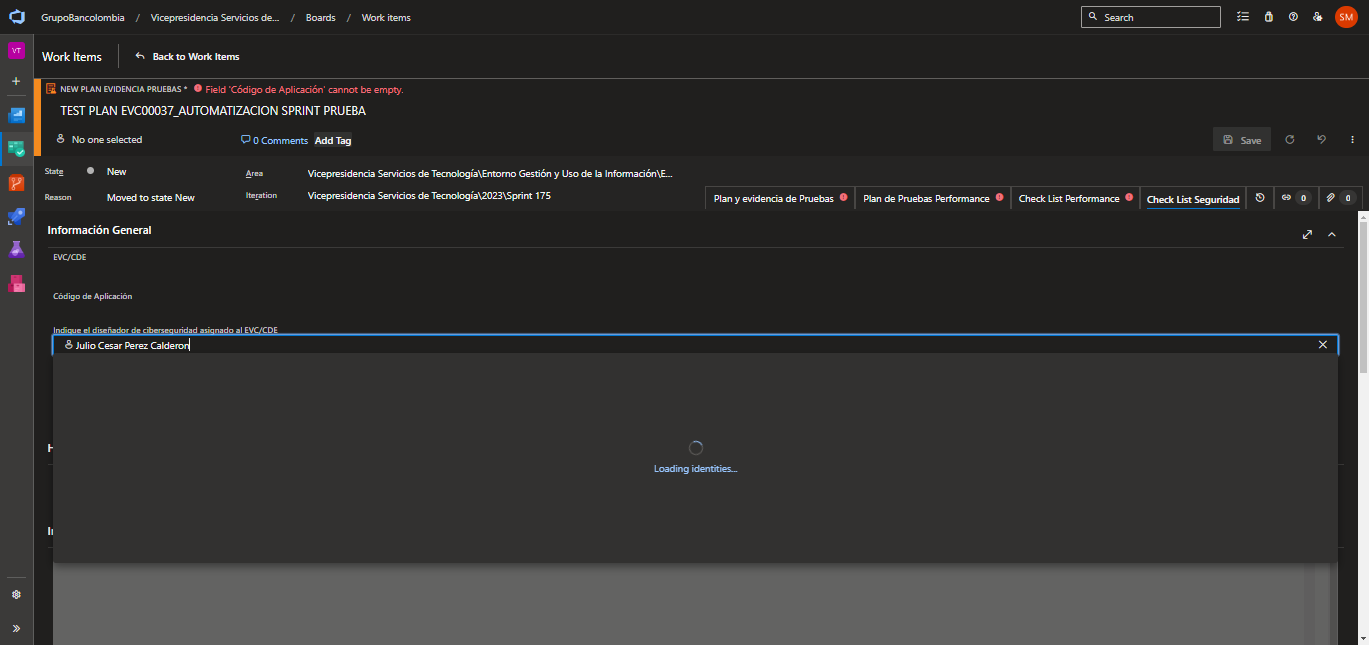 GrupoBancolombia / Vicepresidencia Servicios de... / Boards / Work items
Search
SM
VT
Work Items
Back to Work Items
NEW PLAN EVIDENCIA PRUEBAS * Field 'Código de Aplicación' cannot be empty.
TEST PLAN EVC00037_AUTOMATIZACION SPRINT PRUEBA
No one selected
0 Comments
Add Tag
Save
State
New
Area
Vicepresidencia Servicios de Tecnología\Entorno Gestión y Uso de la Información\E...
Reason
Moved to state New
Iteration
Vicepresidencia Servicios de Tecnología\2023\Sprint 175
Plan y evidencia de Pruebas
Plan de Pruebas Performance
Check List Performance
Check List Seguridad
0
0
Información General
EVC/CDE
Código de Aplicación
Indique el diseñador de ciberseguridad asignado al EVC/CDE
Julio Cesar Perez Calderon
Loading identities...